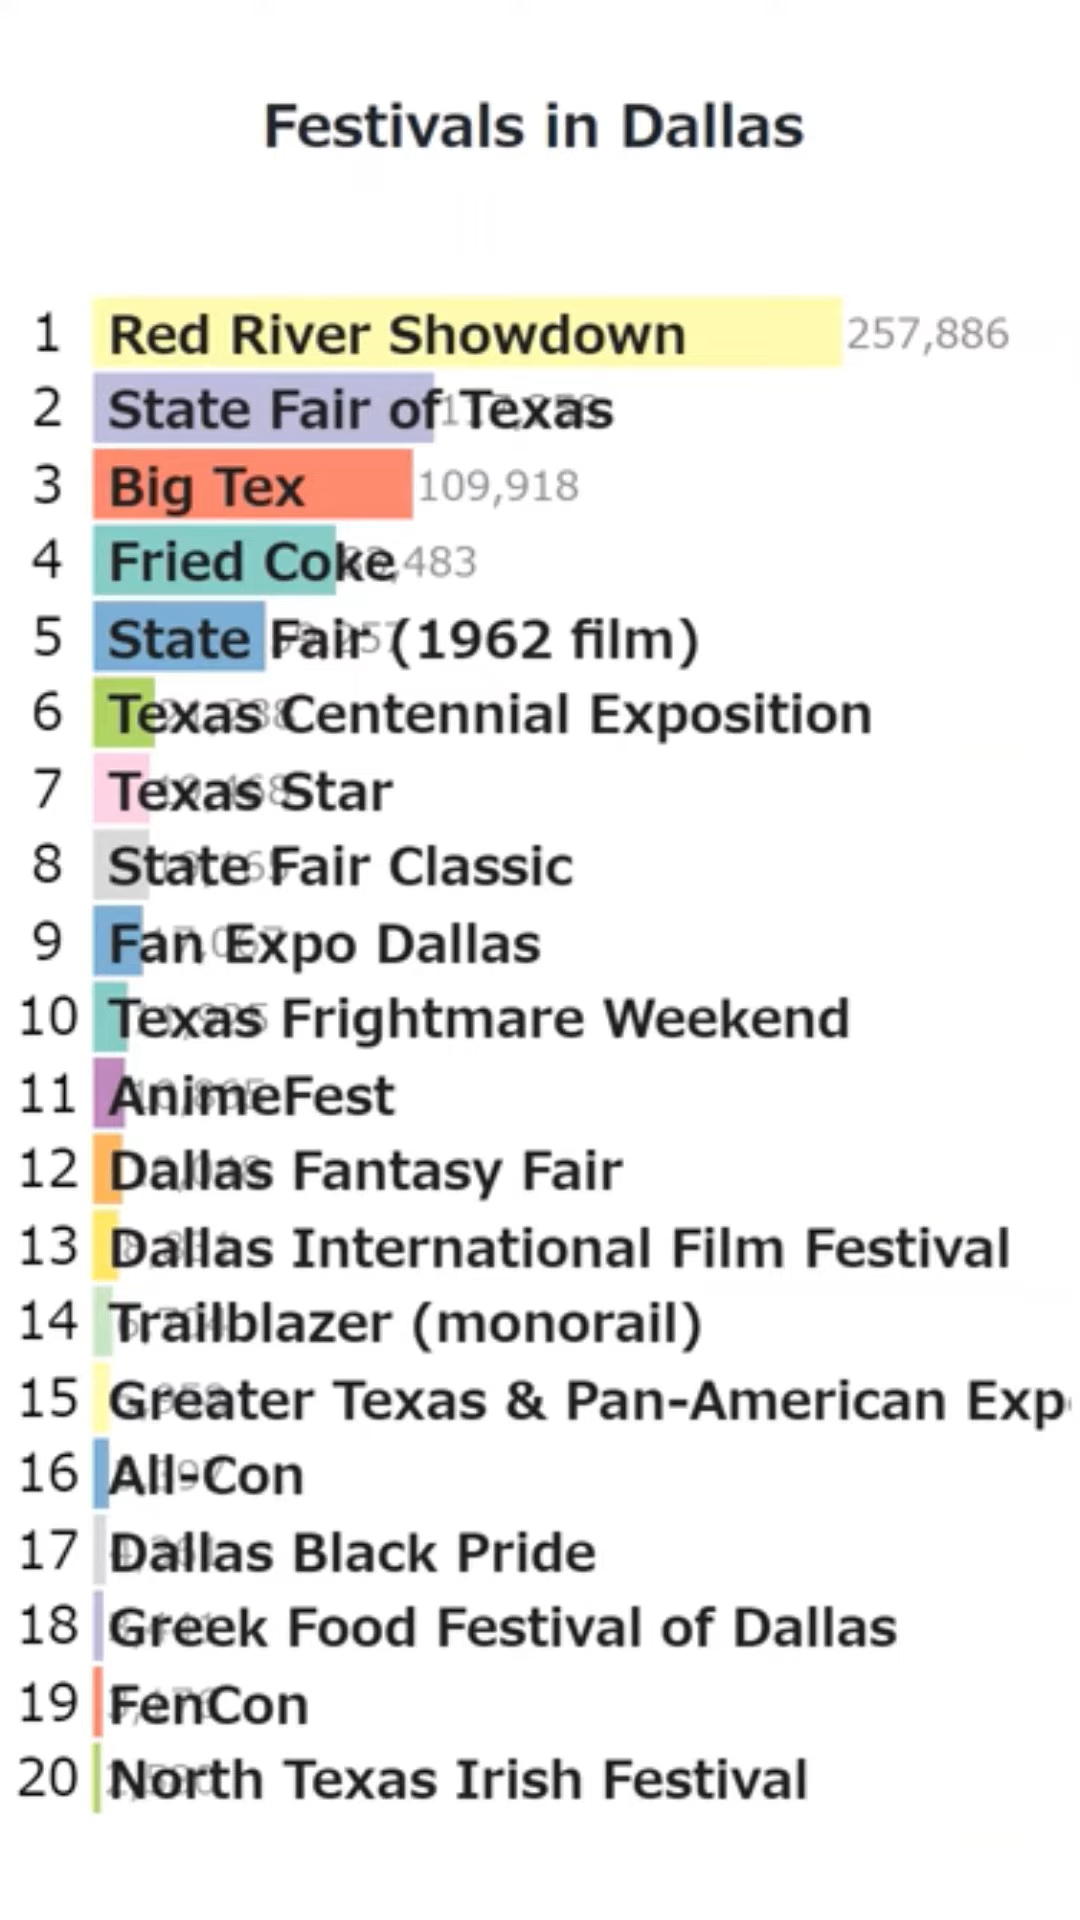 Festivals in Dallas
1 Red River Showdown 257,886
2 State Fair of Texas
3 Big Tex 109,918
4 Fried Coke
5 State Fair (1962 film)
6 Texas Centennial Exposition
7 Texas Star
8 State Fair Classic
9 Fan Expo Dallas
10 Texas Frightmare Weekend
11 AnimeFest
12 Dallas Fantasy Fair
13 Dallas International Film Festival
14 Trailblazer (monorail)
15 Greater Texas & Pan-American Exp
16 All-Con
17 Dallas Black Pride
18 Greek Food Festival of Dallas
19 FenCon
20 North Texas Irish Festival